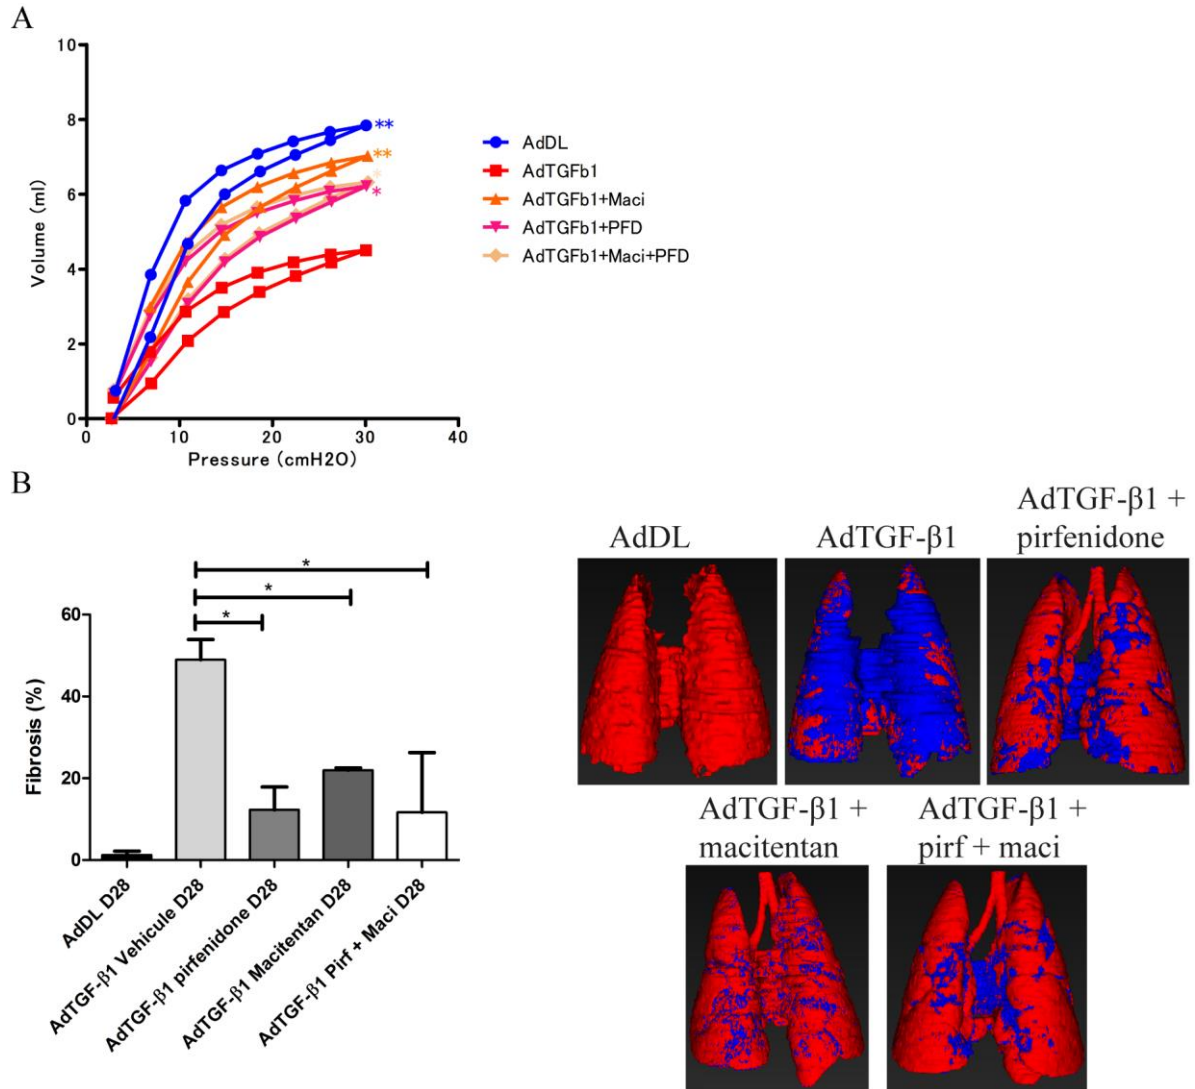 A
10
8
6
4
2
0
Volume (ml)
0 10 20 30 40
Pressure (cmH2O)
**
**
*
*
AdDL
AdTGFb1
AdTGFb1+Maci
AdTGFb1+PFD
AdTGFb1+Maci+PFD
B
60
40
20
0
Fibrosis (%)
*
*
*
AdDL D28
AdTGF-β1 Vehicule D28
AdTGF-β1 pirfenidone D28
AdTGF-β1 Macitentan D28
AdTGF-β1 Pirf + Maci D28
AdDL
AdTGF-β1
AdTGF-β1 +
pirfenidone
AdTGF-β1 +
macitentan
AdTGF-β1 +
pirf + maci